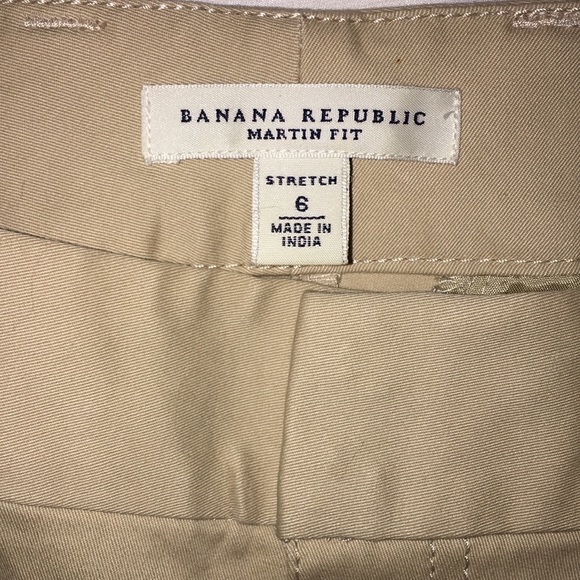 BANANA REPUBLIC
MARTIN FIT
STRETCH
6
MADE IN
INDIA